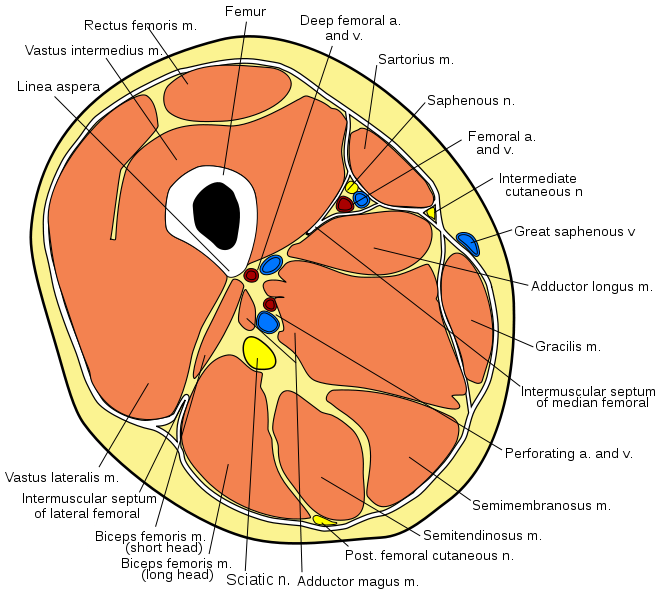 Femur
Deep femoral a.
and v.
Rectus femoris m.
Vastus intermedius m.
Sartorius m.
Linea aspera
Saphenous n.
Femoral a.
and v.
Intermediate
cutaneous n
Great saphenous v
Adductor longus m.
Gracilis m.
Intermuscular septum
of median femoral
Perforating a. and v.
Vastus lateralis m.
Intermuscular septum
of lateral femoral
Semimembranosus m.
Biceps femoris m.
(short head)
Semitendinosus m.
Post. femoral cutaneous n.
Biceps femoris m.
(long head)
Sciatic n.
Adductor magus m.